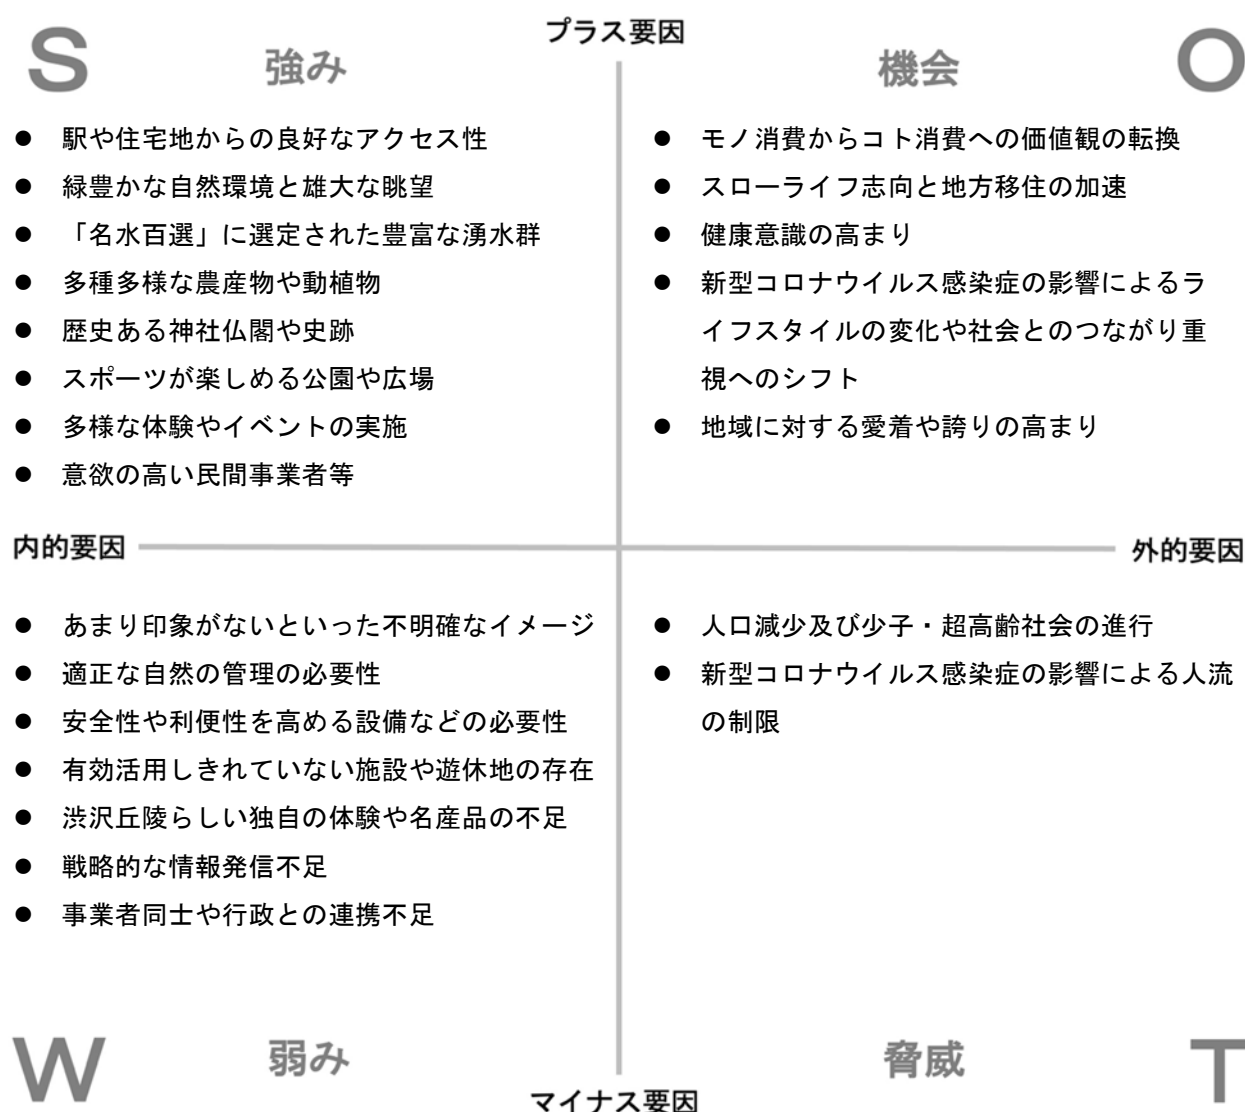 プラス要因
S
強み
● 駅や住宅地からの良好なアクセス性
● 緑豊かな自然環境と雄大な眺望
● 「名水百選」に選定された豊富な湧水群
● 多種多様な農産物や動植物
● 歴史ある神社仏閣や史跡
● スポーツが楽しめる公園や広場
● 多様な体験やイベントの実施
● 意欲の高い民間事業者等
機会
O
● モノ消費からコト消費への価値観の転換
● スローライフ志向と地方移住の加速
● 健康意識の高まり
● 新型コロナウイルス感染症の影響によるラ
イフスタイルの変化や社会とのつながり重
視へのシフト
● 地域に対する愛着や誇りの高まり
内的要因
外的要因
● あまり印象がないといった不明確なイメージ
● 適正な自然の管理の必要性
● 安全性や利便性を高める設備などの必要性
● 有効活用しきれていない施設や遊休地の存在
● 渋沢丘陵らしい独自の体験や名産品の不足
● 戦略的な情報発信不足
● 事業者同士や行政との連携不足
W
弱み
● 人口減少及び少子・超高齢社会の進行
● 新型コロナウイルス感染症の影響による人流
の制限
脅威
T
マイナス要因